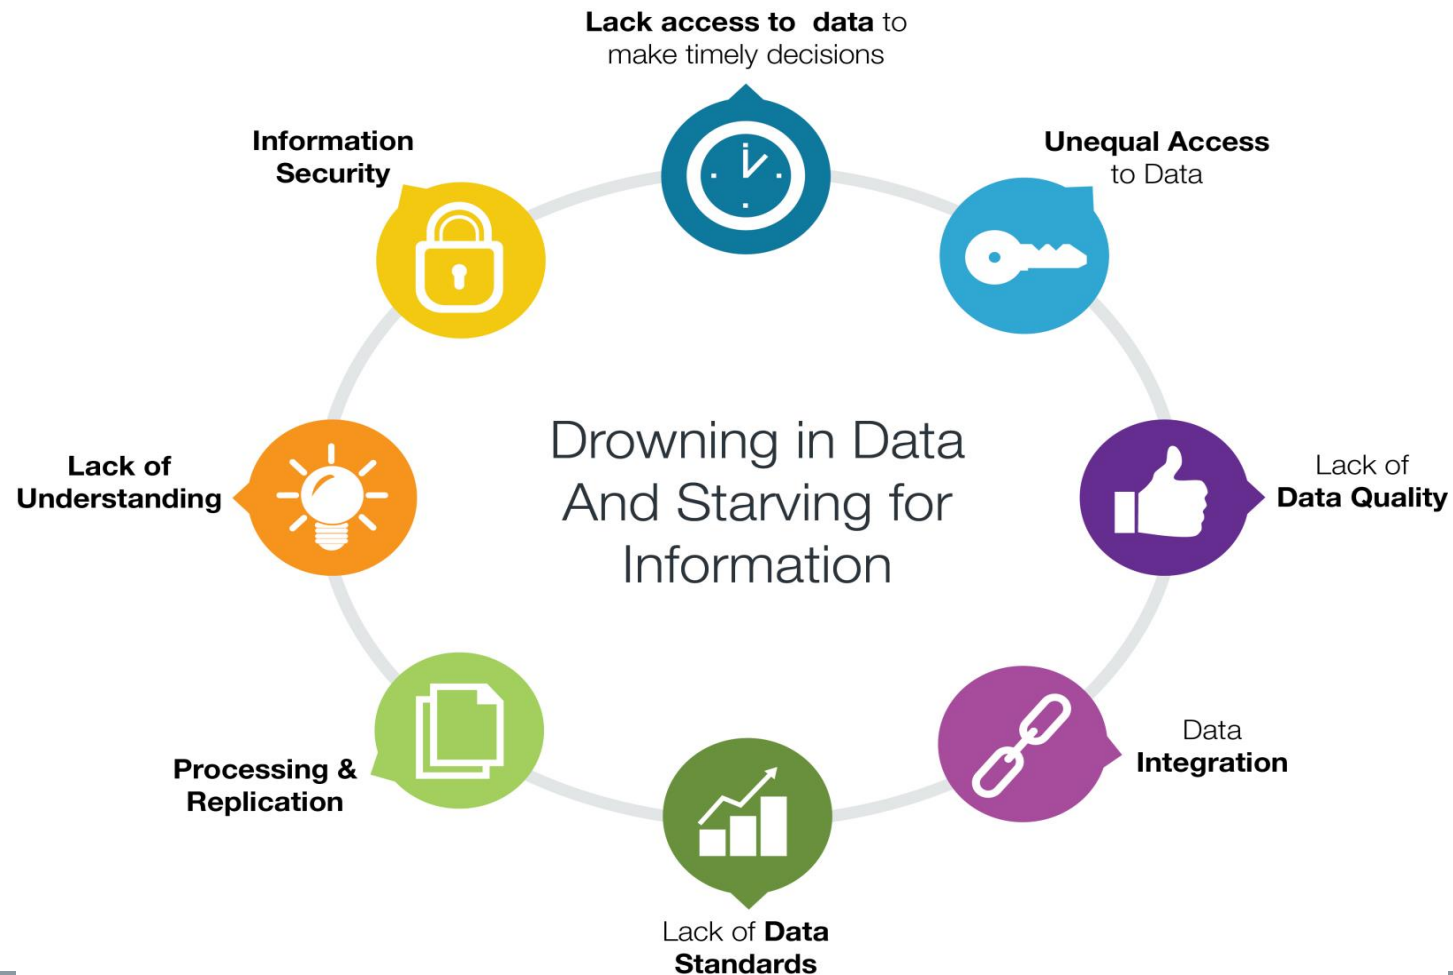 Lack access to data to
make timely decisions
Unequal Access
to Data
Lack of
Data Quality
Data
Integration
Lack of Data
Standards
Processing &
Replication
Lack of
Understanding
Information
Security
Drowning in Data
And Starving for
Information